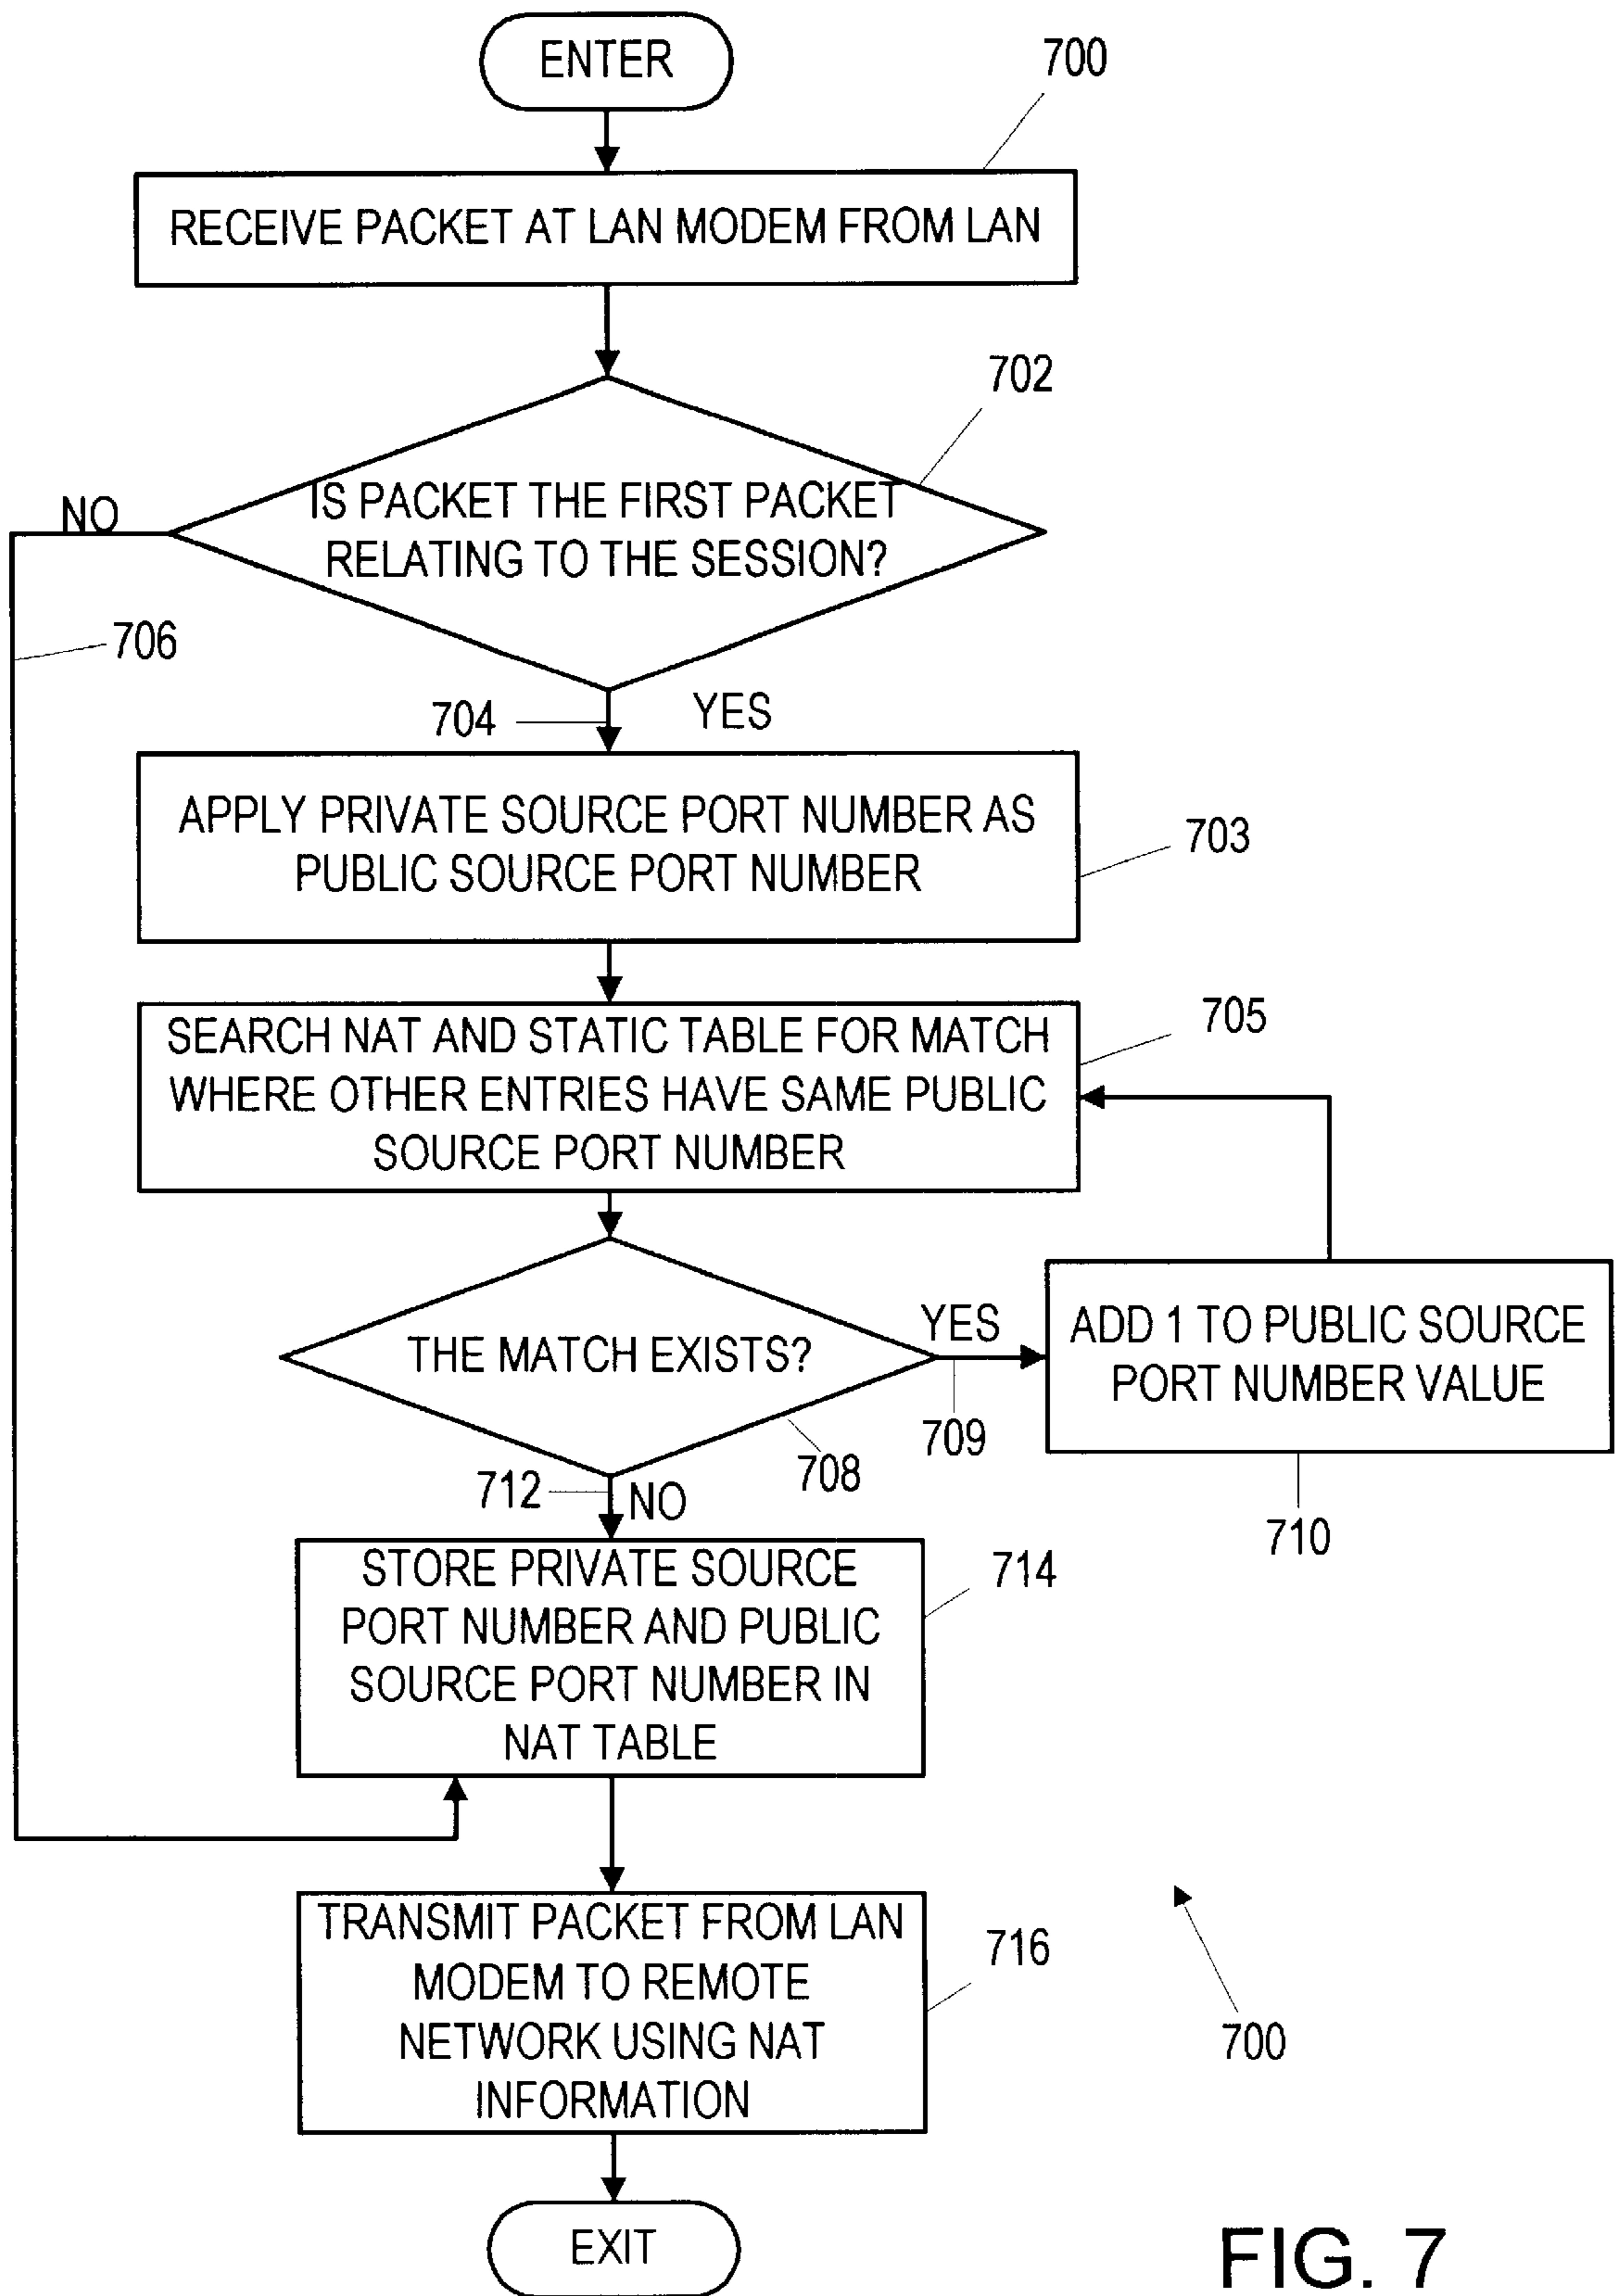 ENTER
700
RECEIVE PACKET AT LAN MODEM FROM LAN
702
IS PACKET THE FIRST PACKET
RELATING TO THE SESSION?
NO
706
704
YES
APPLY PRIVATE SOURCE PORT NUMBER AS
PUBLIC SOURCE PORT NUMBER
703
SEARCH NAT AND STATIC TABLE FOR MATCH
WHERE OTHER ENTRIES HAVE SAME PUBLIC
SOURCE PORT NUMBER
705
THE MATCH EXISTS?
YES
709
708
ADD 1 TO PUBLIC SOURCE
PORT NUMBER VALUE
710
712
NO
STORE PRIVATE SOURCE
PORT NUMBER AND PUBLIC
SOURCE PORT NUMBER IN
NAT TABLE
714
TRANSMIT PACKET FROM LAN
MODEM TO REMOTE
NETWORK USING NAT
INFORMATION
716
700
EXIT
FIG. 7